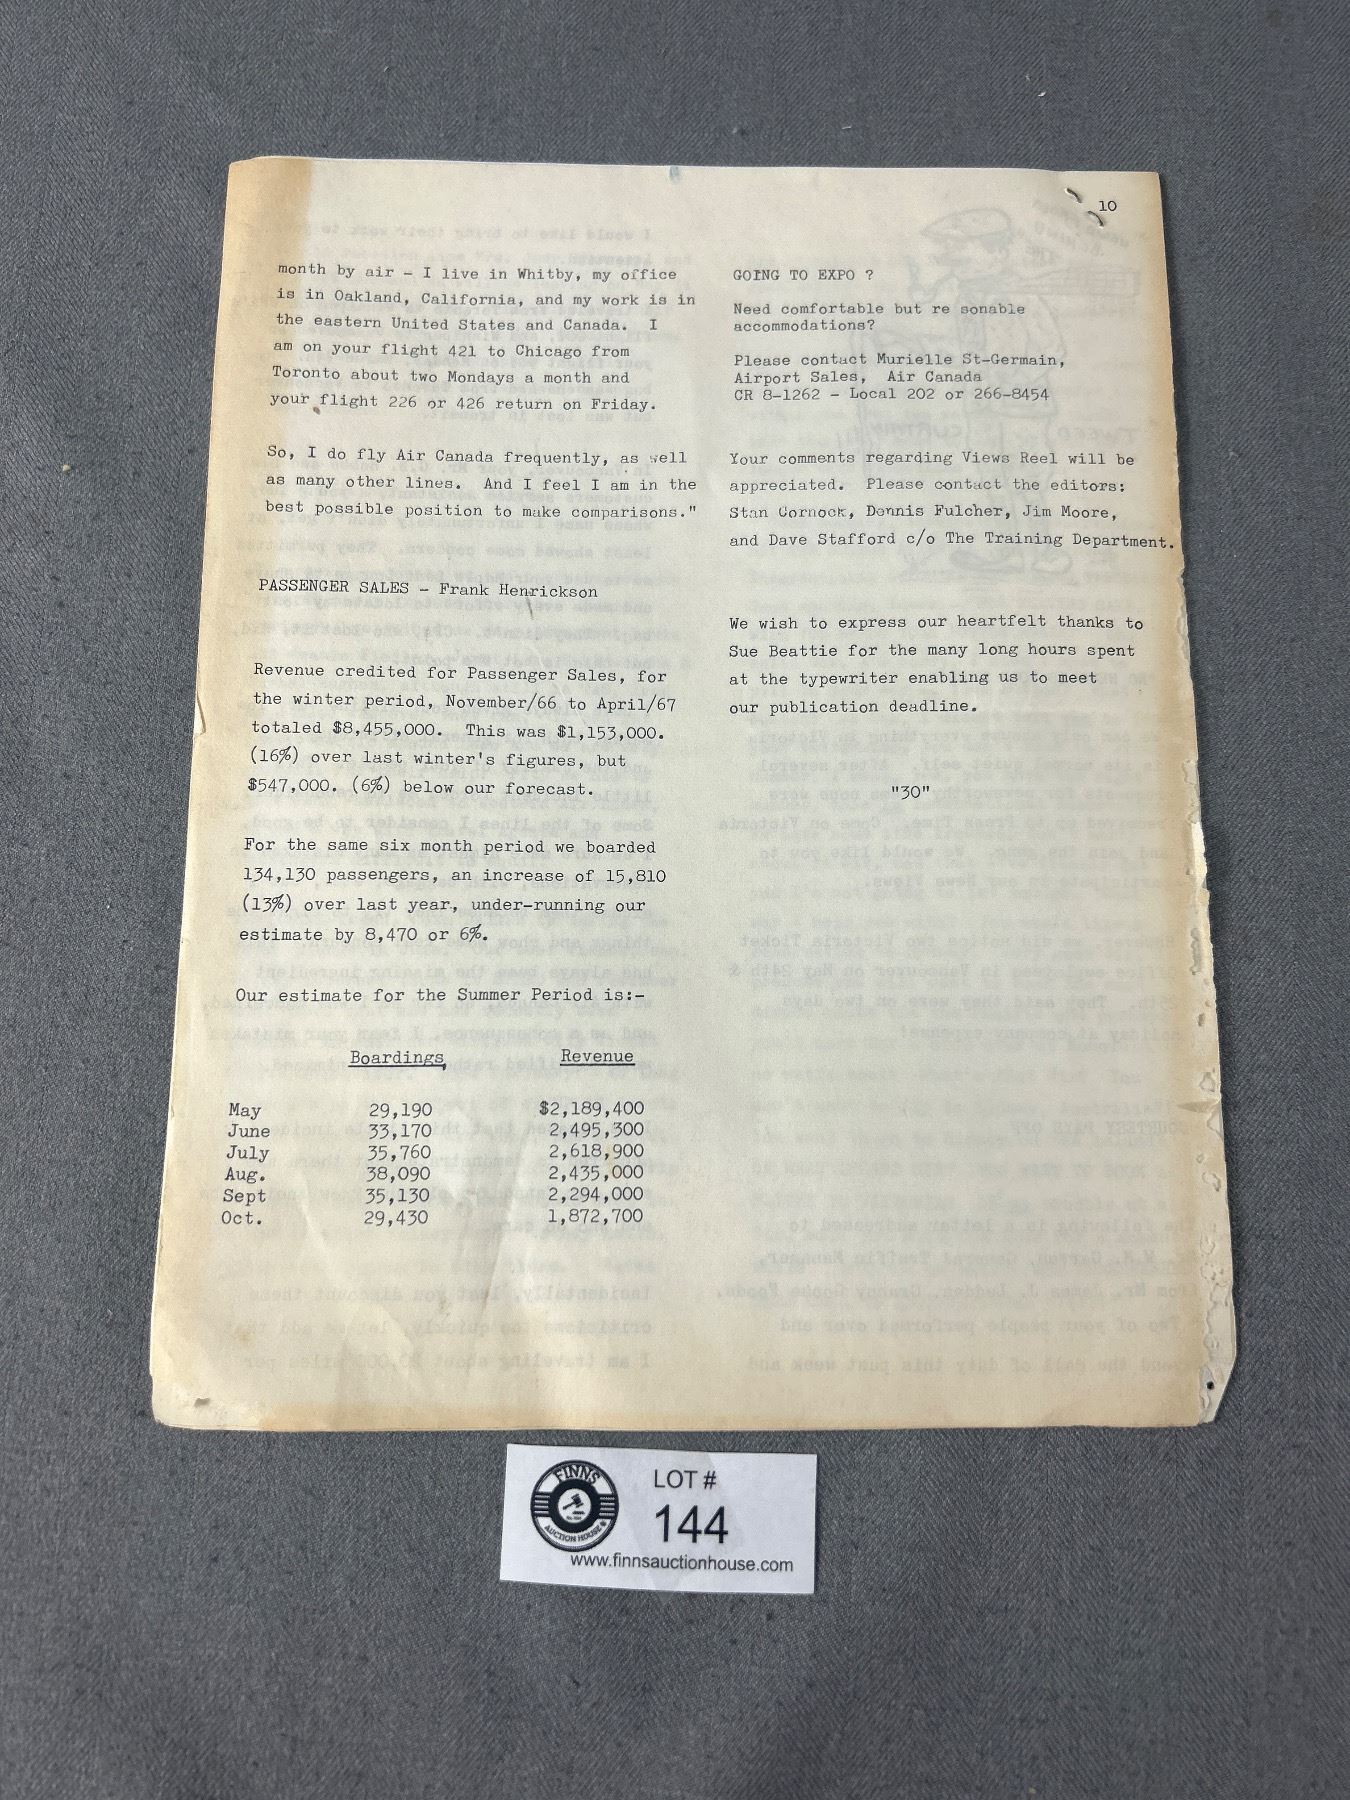 10
month by air - I live in Whitby, my office
is in Oakland, California, and my work is in
the eastern United States and Canada.  I
am on your flight 421 to Chicago from
Toronto about two Mondays a month and
your flight 226 or 426 return on Friday.
So, I do fly Air Canada frequently, as well
as many other lines.  And I feel I am in the
best possible position to make comparisons."
PASSENGER SALES - Frank Henrickson
Revenue credited for Passenger Sales, for
the winter period, November/66 to April/67
totaled $8,455,000.  This was $1,153,000.
(16%) over last winter's figures, but
$547,000. (6%) below our forecast.
For the same six month period we boarded
134,130 passengers, an increase of 15,810
(13%) over last year, under-running our
estimate by 8,470 or 6%.
Our estimate for the Summer Period is:-
Boardings Revenue
May 29,190 $2,189,400
June 33,170 2,495,300
July 35,760 2,618,900
Aug. 38,090 2,435,000
Sept 35,130 2,294,000
Oct. 29,430 1,872,700
GOING TO EXPO ?
Need comfortable but re sonable
accommodations?
Please contact Murielle St-Germain,
Airport Sales,  Air Canada
CR 8-1262 - Local 202 or 266-8454
Your comments regarding Views Reel will be
appreciated.  Please contact the editors:
Stan Cornock, Dennis Fulcher, Jim Moore,
and Dave Stafford c/o The Training Department.
We wish to express our heartfelt thanks to
Sue Beattie for the many long hours spent
at the typewriter enabling us to meet
our publication deadline.
"30"
FINNS
AUCTION HOUSE
LOT #
144
www.finnsauctionhouse.com